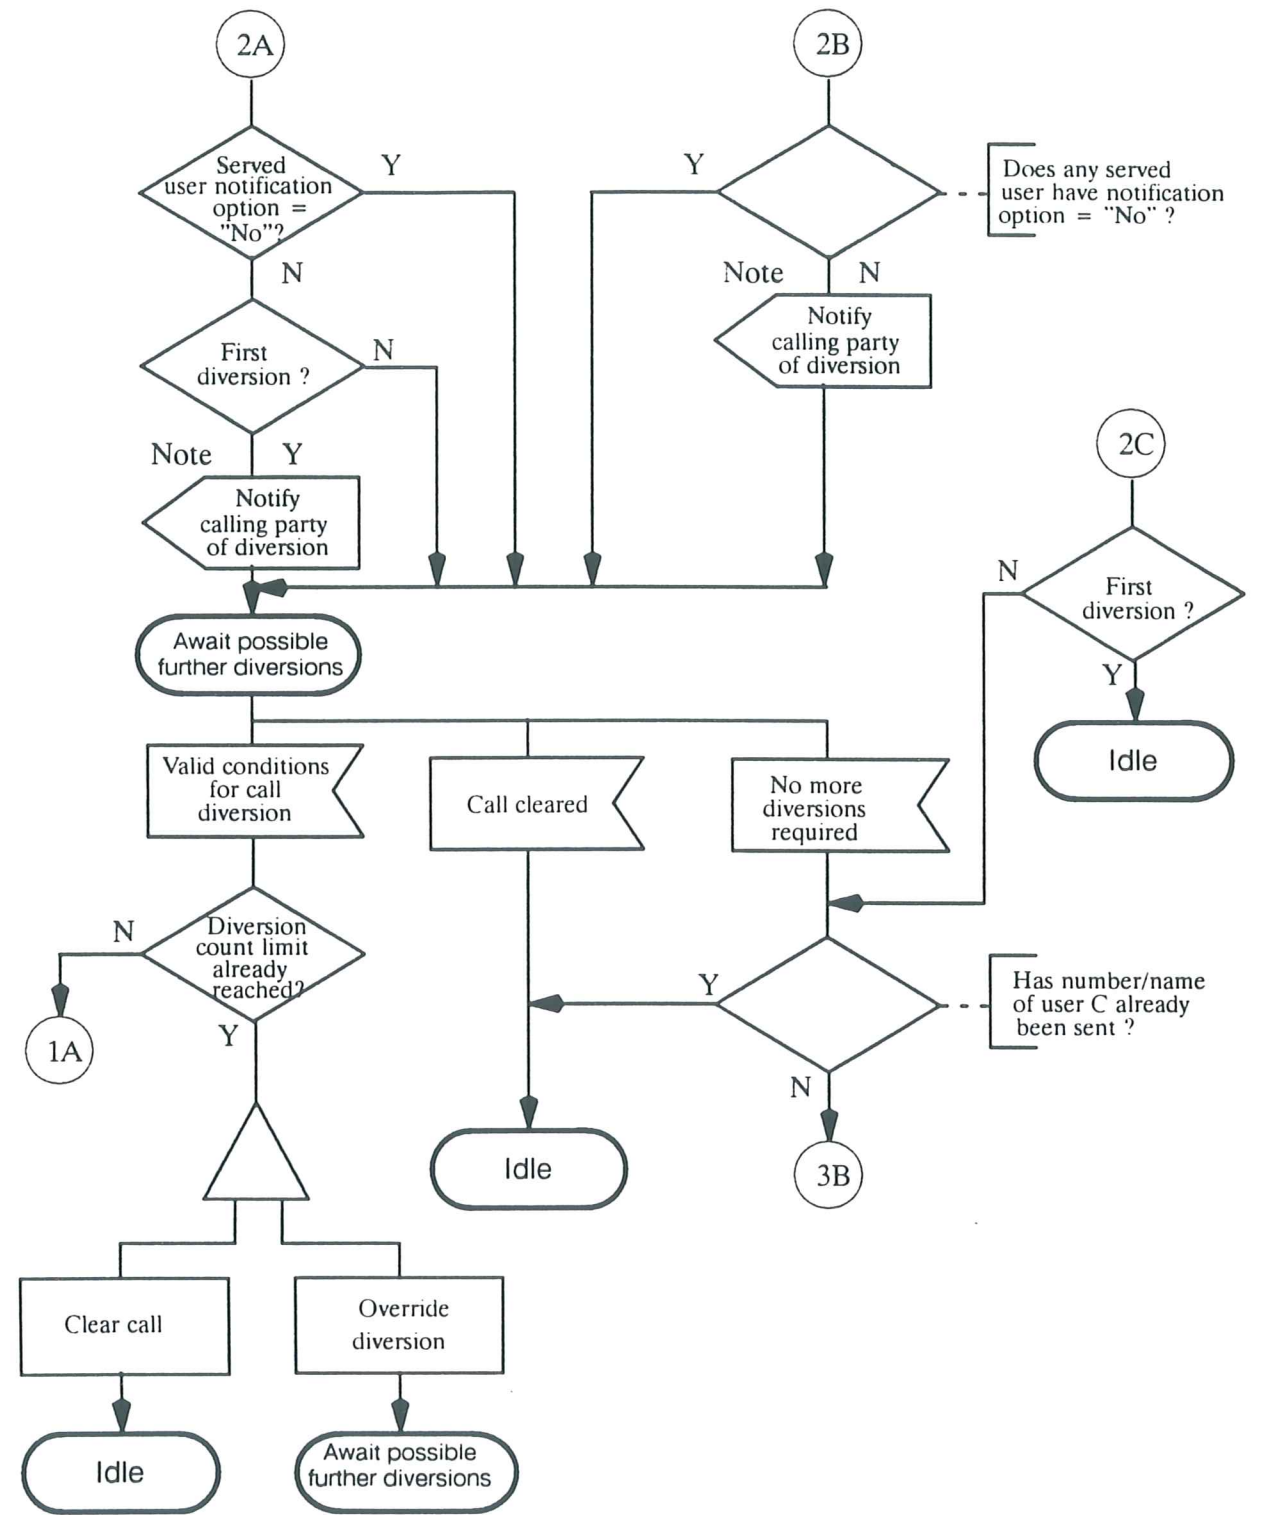 2A
2B
Served
user notification
option =
"No"?
Y
N
Y
Does any served
user have notification
option = "No" ?
Note
N
Notify
calling party
of diversion
First
diversion ?
N
Note
Y
Notify
calling party
of diversion
2C
First
diversion ?
N
Y
Idle
Await possible
further diversions
Valid conditions
for call
diversion
Call cleared
No more
diversions
required
Diversion
count limit
already
reached?
N
Y
1A
Y
N
Has number/name
of user C already
been sent ?
Idle
3B
Clear call
Override
diversion
Idle
Await possible
further diversions